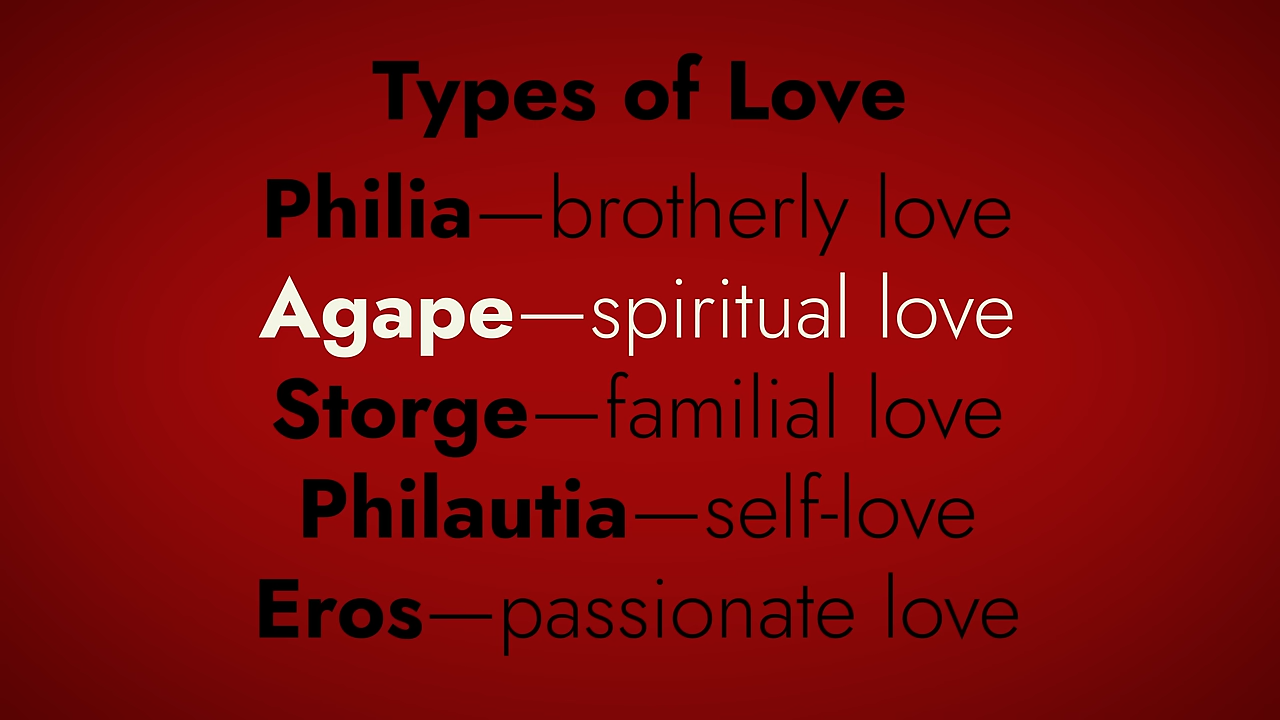 Types of Love
Philia—brotherly love
Agape—spiritual love
Storge—familial love
Philautia—self-love
Eros—passionate love